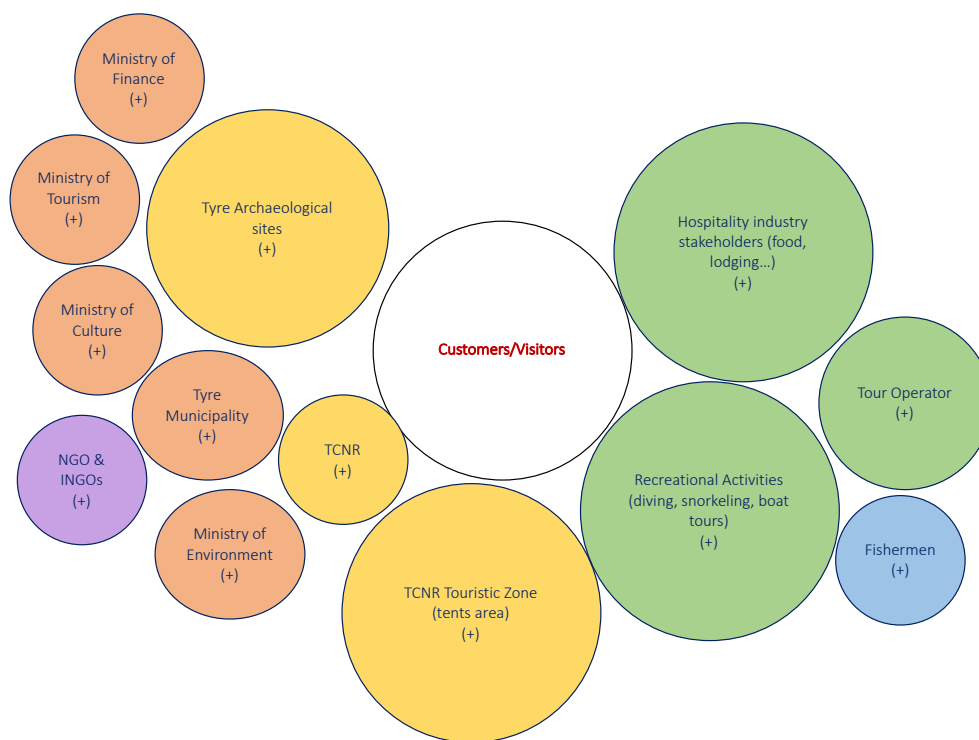 Ministry of
Finance
(+)
Ministry of
Tourism
(+)
Tyre Archaeological
sites
(+)
Hospitality industry
stakeholders (food,
lodging...)
(+)
Ministry of
Culture
(+)
Customers/Visitors
Tyre
Municipality
(+)
Tour Operator
(+)
NGO &
INGOs
(+)
TCNR
(+)
Recreational Activities
(diving, snorkeling, boat
tours)
(+)
Ministry of
Environment
(+)
Fishermen
(+)
TCNR Touristic Zone
(tents area)
(+)